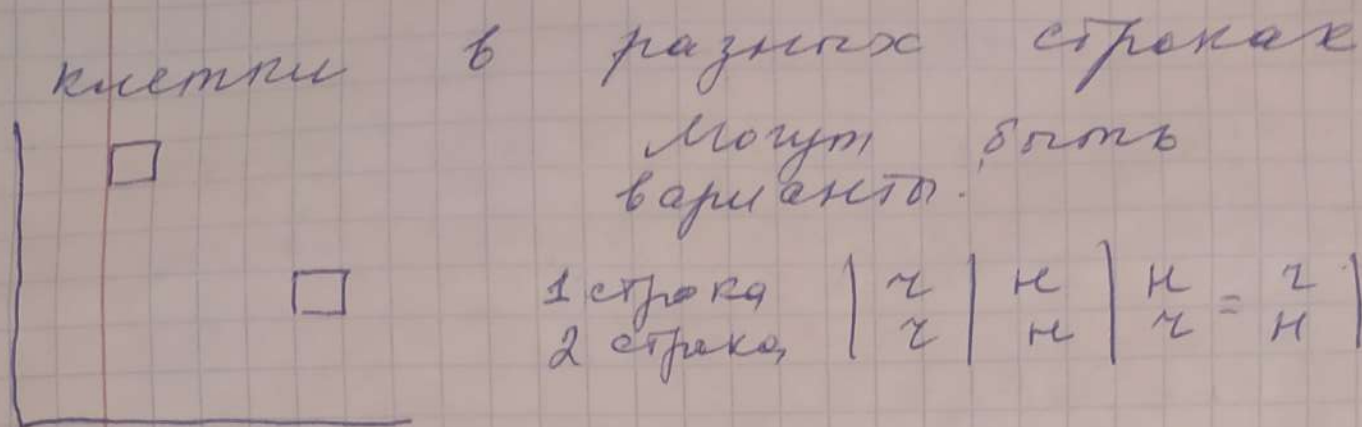 клетки в разных строках
Могут быть
варианты.
1 строка | ч | н | н = ч |
2 строка | ч | н | ч н |